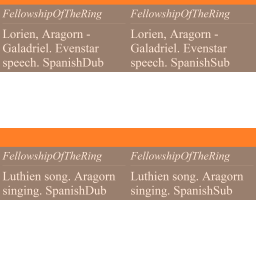 FellowshipOfTheRing
Lorien, Aragorn -
Galadriel. Evenstar
speech. SpanishDub
FellowshipOfTheRing
Lorien, Aragorn -
Galadriel. Evenstar
speech. SpanishSub
FellowshipOfTheRing
Luthien song. Aragorn
singing. SpanishDub
FellowshipOfTheRing
Luthien song. Aragorn
singing. SpanishSub